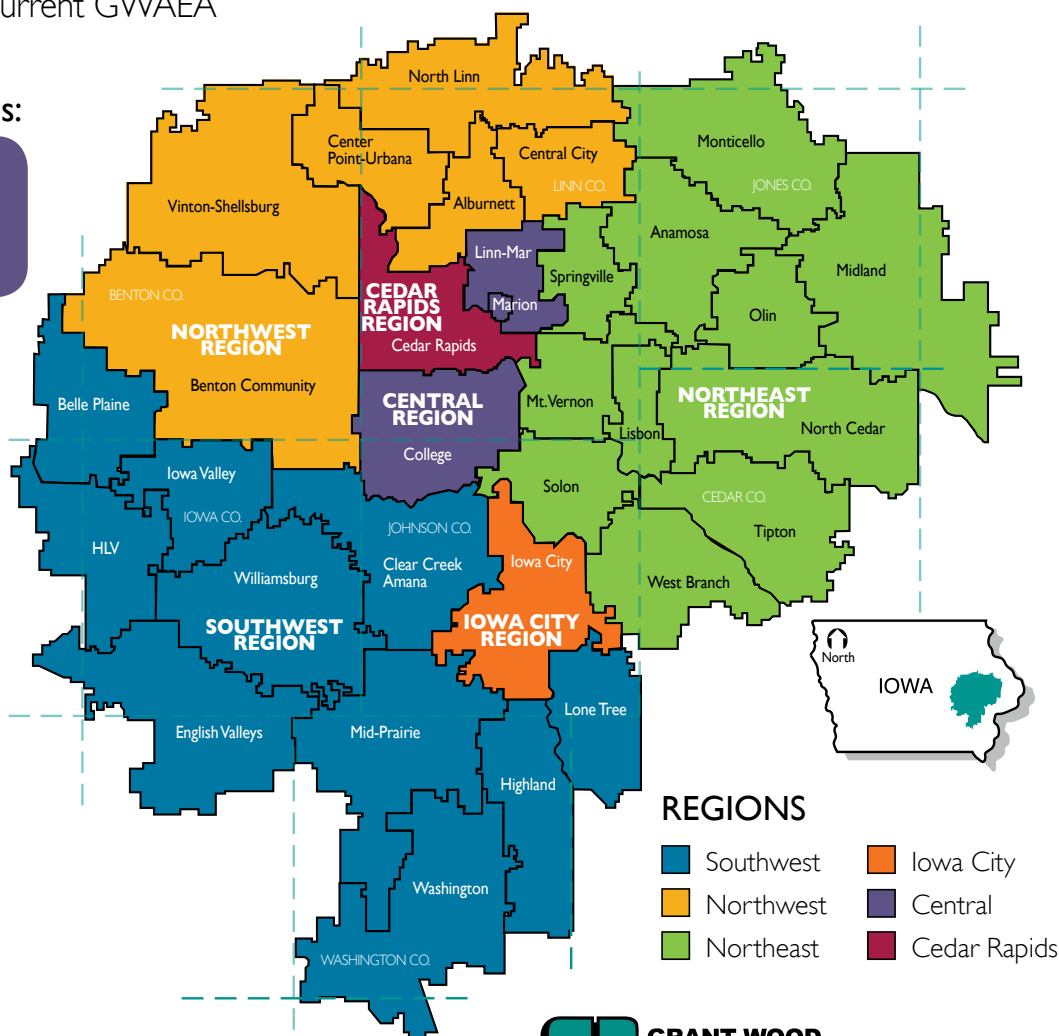 urrent GWAEA
s:
North Linn
Center
Point-Urbana
Central City
LINN CO.
Monticello
JONES CO.
Vinton-Shellsburg
Alburnett
Anamosa
Linn-Mar
Springville
Midland
BENTON CO.
CEDAR
RAPIDS
REGION
Marion
Olin
NORTHWEST
REGION
Cedar Rapids
Benton Community
Belle Plaine
CENTRAL
REGION
Mt.Vernon
NORTHEAST
REGION
North Cedar
Lisbon
College
Iowa Valley
Solon
CEDAR CO.
IOWA CO.
JOHNSON CO.
Tipton
HLV
Clear Creek
Amana
Iowa City
Williamsburg
West Branch
SOUTHWEST
REGION
IOWA CITY
REGION
North
IOWA
English Valleys
Mid-Prairie
Lone Tree
Highland
Washington
WASHINGTON CO.
REGIONS
Southwest
Iowa City
Northwest
Central
Northeast
Cedar Rapids
GRANT WOOD